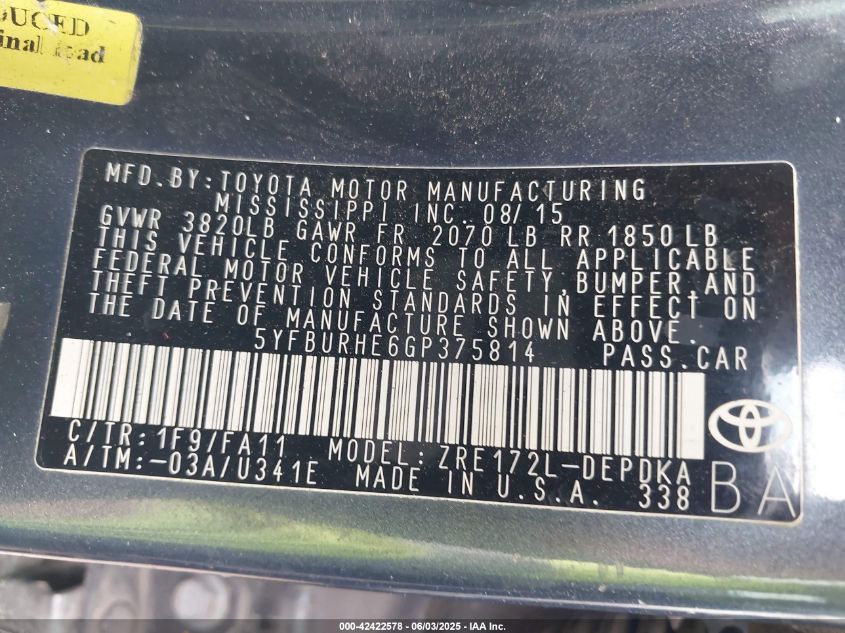 DUCED
inal
MFD. BY: TOYOTA MOTOR MANUFACTURING
MISSISSIPPI INC. 08/15
GVWR 3820LB GAWR FR 2070 LB RR 1850 LB
THIS VEHICLE CONFORMS TO ALL APPLICABLE
FEDERAL MOTOR VEHICLE SAFETY, BUMPER, AND
THEFT PREVENTION STANDARDS IN EFFECT ON
THE DATE OF MANUFACTURE SHOWN ABOVE.
5YFBURHE6GP375814 PASS. CAR
C/TR: 1F9/FA11 MODEL: ZRE172L-DEPDKA
A/TM: -03A/U341E MADE IN U.S.A. 338 BA
000-42422578 - 06/03/2025 - IAA Inc.